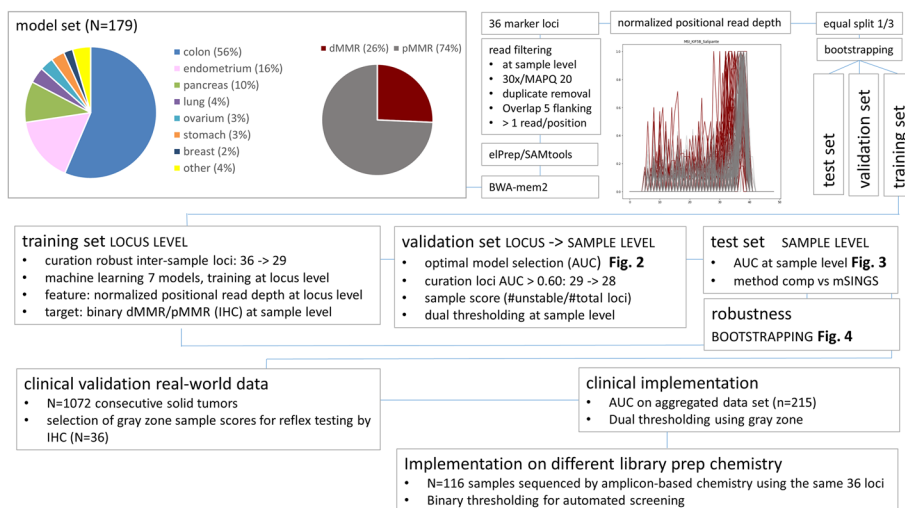 model set (N=179)
colon (56%)
endometrium (16%)
pancreas (10%)
lung (4%)
ovarium (3%)
stomach (3%)
breast (2%)
other (4%)
dMMR (26%) pMMR (74%)
36 marker loci
read filtering
• at sample level
• 30x/MAPQ 20
• duplicate removal
• Overlap 5 flanking
• > 1 read/position
elPrep/SAMtools
BWA-mem2
normalized positional read depth
equal split 1/3
bootstrapping
test set
validation set
training set
training set LOCUS LEVEL
• curation robust inter-sample loci: 36 -> 29
• machine learning 7 models, training at locus level
• feature: normalized positional read depth at locus level
• target: binary dMMR/pMMR (IHC) at sample level
validation set LOCUS -> SAMPLE LEVEL
• optimal model selection (AUC) Fig. 2
• curation loci AUC > 0.60: 29 -> 28
• sample score (#unstable/#total loci)
• dual thresholding at sample level
test set SAMPLE LEVEL
• AUC at sample level Fig. 3
• method comp vs mSINGS
robustness
BOOTSTRAPPING Fig. 4
clinical validation real-world data
• N=1072 consecutive solid tumors
• selection of gray zone sample scores for reflex testing by
IHC (N=36)
clinical implementation
• AUC on aggregated data set (n=215)
• Dual thresholding using gray zone
Implementation on different library prep chemistry
• N=116 samples sequenced by amplicon-based chemistry using the same 36 loci
• Binary thresholding for automated screening